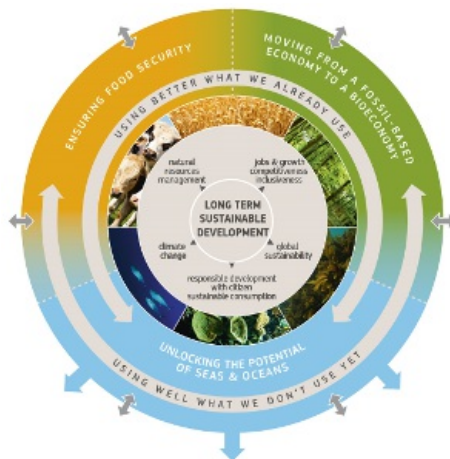 ENSURING FOOD SECURITY
MOVING FROM A FOSSIL-BASED
ECONOMY TO A BIOECONOMY
USING BETTER WHAT WE ALREADY USE
natural
resources
management
jobs & growth
competitiveness
inclusiveness
LONG TERM
SUSTAINABLE
DEVELOPMENT
climate
change
global
sustainability
responsible development
with citizen
sustainable consumption
UNLOCKING THE POTENTIAL
OF SEAS & OCEANS
USING WELL WHAT WE DON'T USE YET